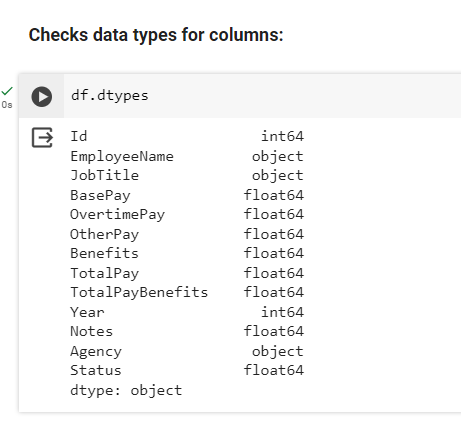 Checks data types for columns:
0s
df.dtypes
Id int64
EmployeeName object
JobTitle object
BasePay float64
OvertimePay float64
OtherPay float64
Benefits float64
TotalPay float64
TotalPayBenefits float64
Year int64
Notes float64
Agency object
Status float64
dtype: object